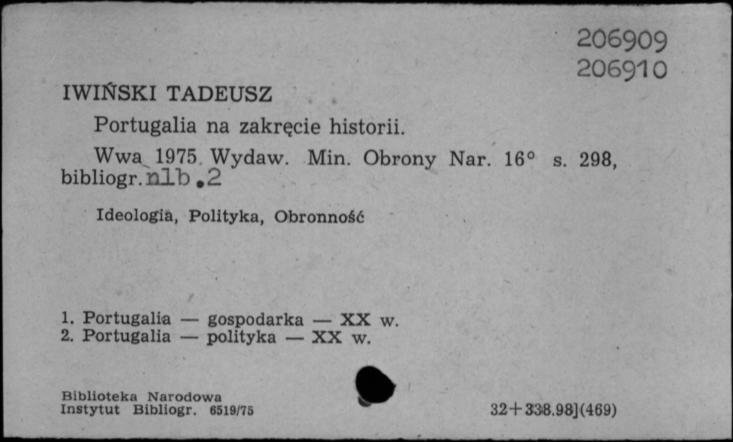 206909
206910
IWIŃSKI TADEUSZ
Portugalia na zakręcie historii.
Wwa 1975 Wydaw. Min. Obrony Nar. 16° s. 298,
bibliogr. nlb .2
Ideologia, Polityka, Obronność
1. Portugalia — gospodarka — XX w.
2. Portugalia — polityka — XX w.
Biblioteka Narodowa
Instytut Bibliogr. 6519/75
32+338.98](469)